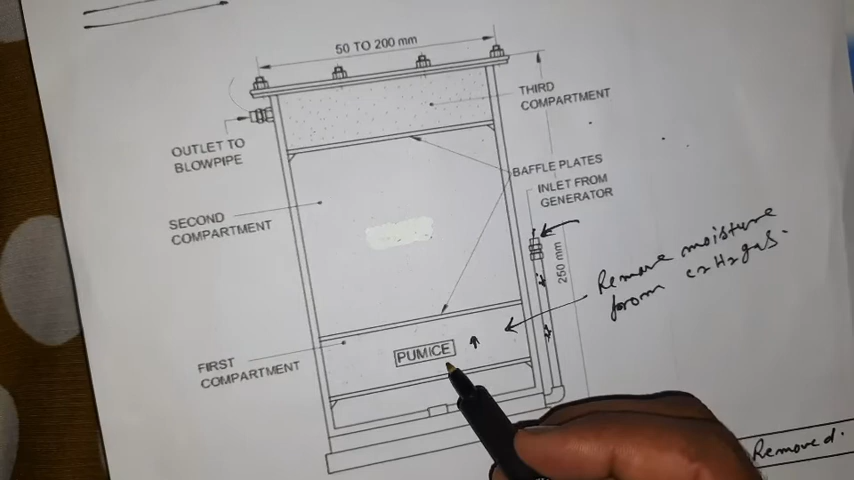 50 TO 200 mm
THIRD
COMPARTMENT
OUTLET TO
BLOWPIPE
BAFFLE PLATES
INLET FROM
GENERATOR
SECOND
COMPARTMENT
250 mm
Remove moisture
from C2H2 gas.
FIRST
COMPARTMENT
PUMICE
Removed.